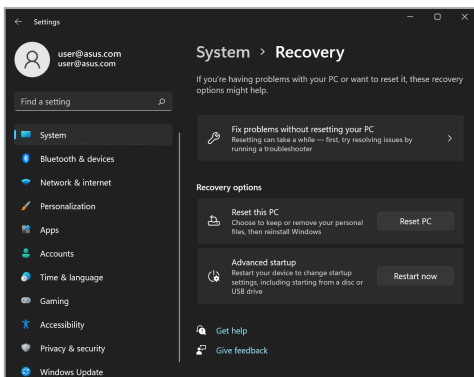 Settings
user@asus.com
user@asus.com
Find a setting
System
Bluetooth & devices
Network & internet
Personalization
Apps
Accounts
Time & language
Gaming
Accessibility
Privacy & security
Windows Update
System > Recovery
If you're having problems with your PC or want to reset it, these recovery
options might help.
Fix problems without resetting your PC
Resetting can take a while — first, try resolving issues by
running a troubleshooter
Recovery options
Reset this PC
Choose to keep or remove your personal
files, then reinstall Windows
Reset PC
Advanced startup
Restart your device to change startup
settings, including starting from a disc or
USB drive
Restart now
Get help
Give feedback